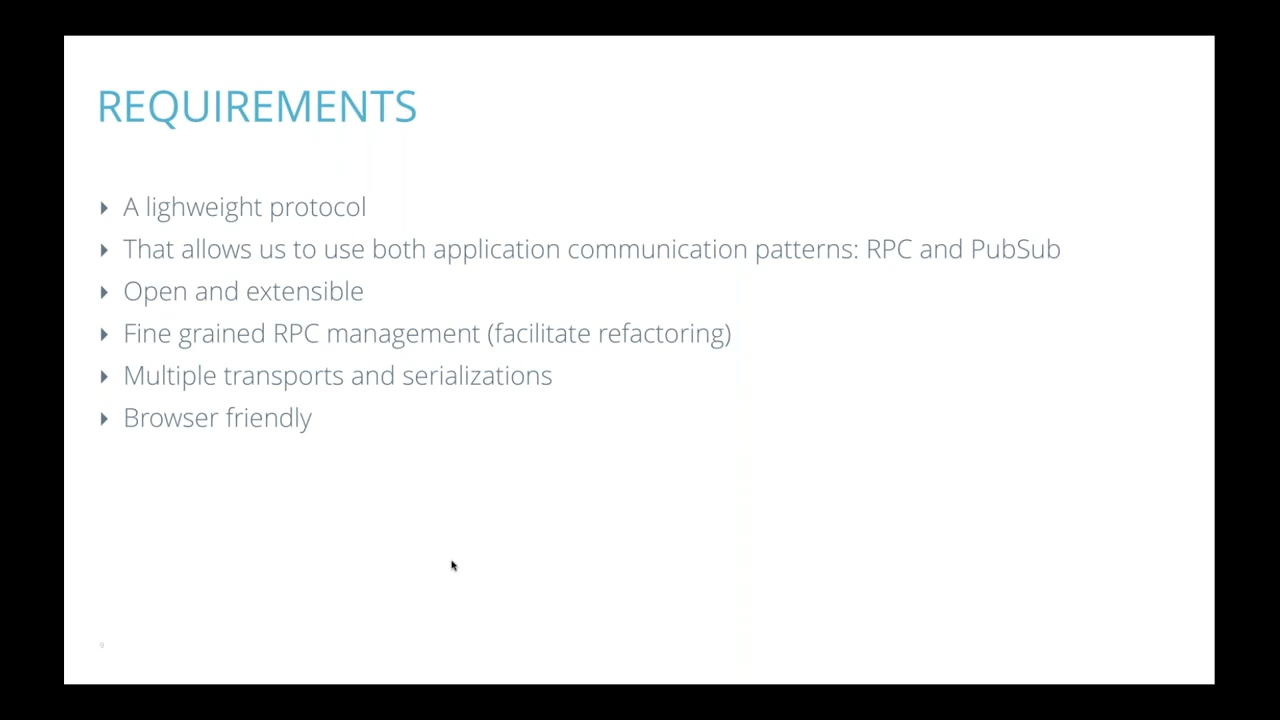 REQUIREMENTS
A lighweight protocol
That allows us to use both application communication patterns: RPC and PubSub
Open and extensible
Fine grained RPC management (facilitate refactoring)
Multiple transports and serializations
Browser friendly
9